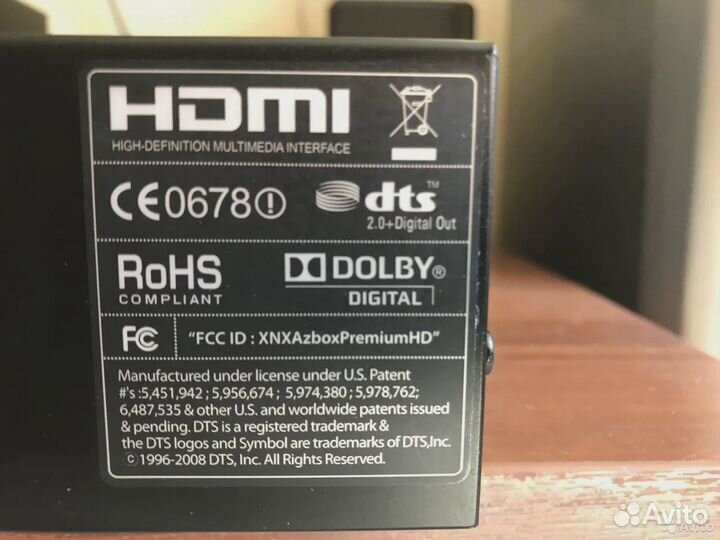 HDMI
HIGH-DEFINITION MULTIMEDIA INTERFACE
CE0678
dts™
2.0+Digital Out
RoHS
COMPLIANT
DOLBY®
DIGITAL
FC
"FCC ID : XNXAzboxPremiumHD"
Manufactured under license under U.S. Patent
#'s :5,451,942 ; 5,956,674 ; 5,974,380 ; 5,978,762;
6,487,535 & other U.S. and worldwide patents issued
& pending. DTS is a registered trademark &
the DTS logos and Symbol are trademarks of DTS,Inc.
© 1996-2008 DTS, Inc. All Rights Reserved.
Avito
Avito